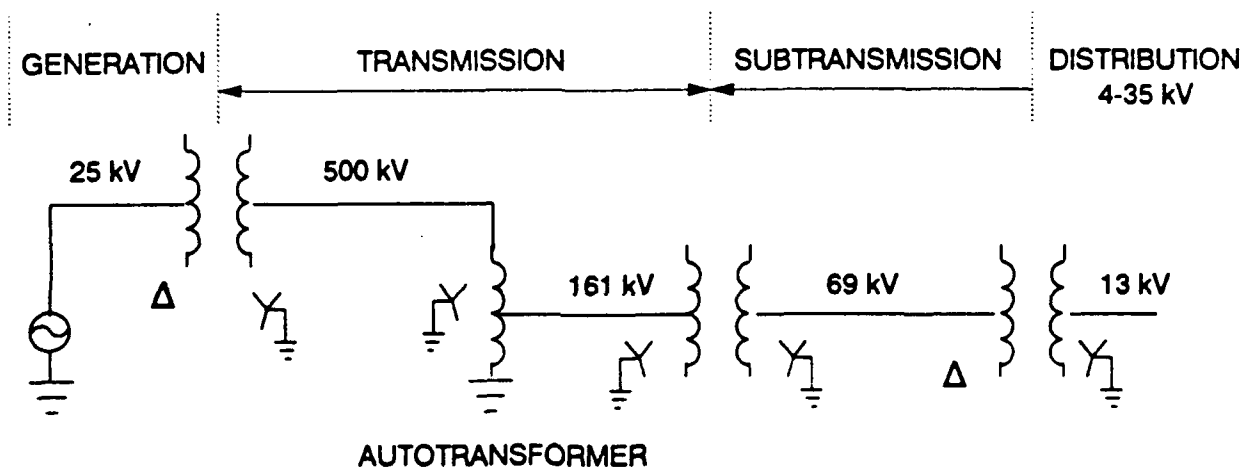 GENERATION
TRANSMISSION
SUBTRANSMISSION
DISTRIBUTION
4-35 kV
25 kV
500 kV
161 kV
69 kV
13 kV
Δ
Δ
AUTOTRANSFORMER